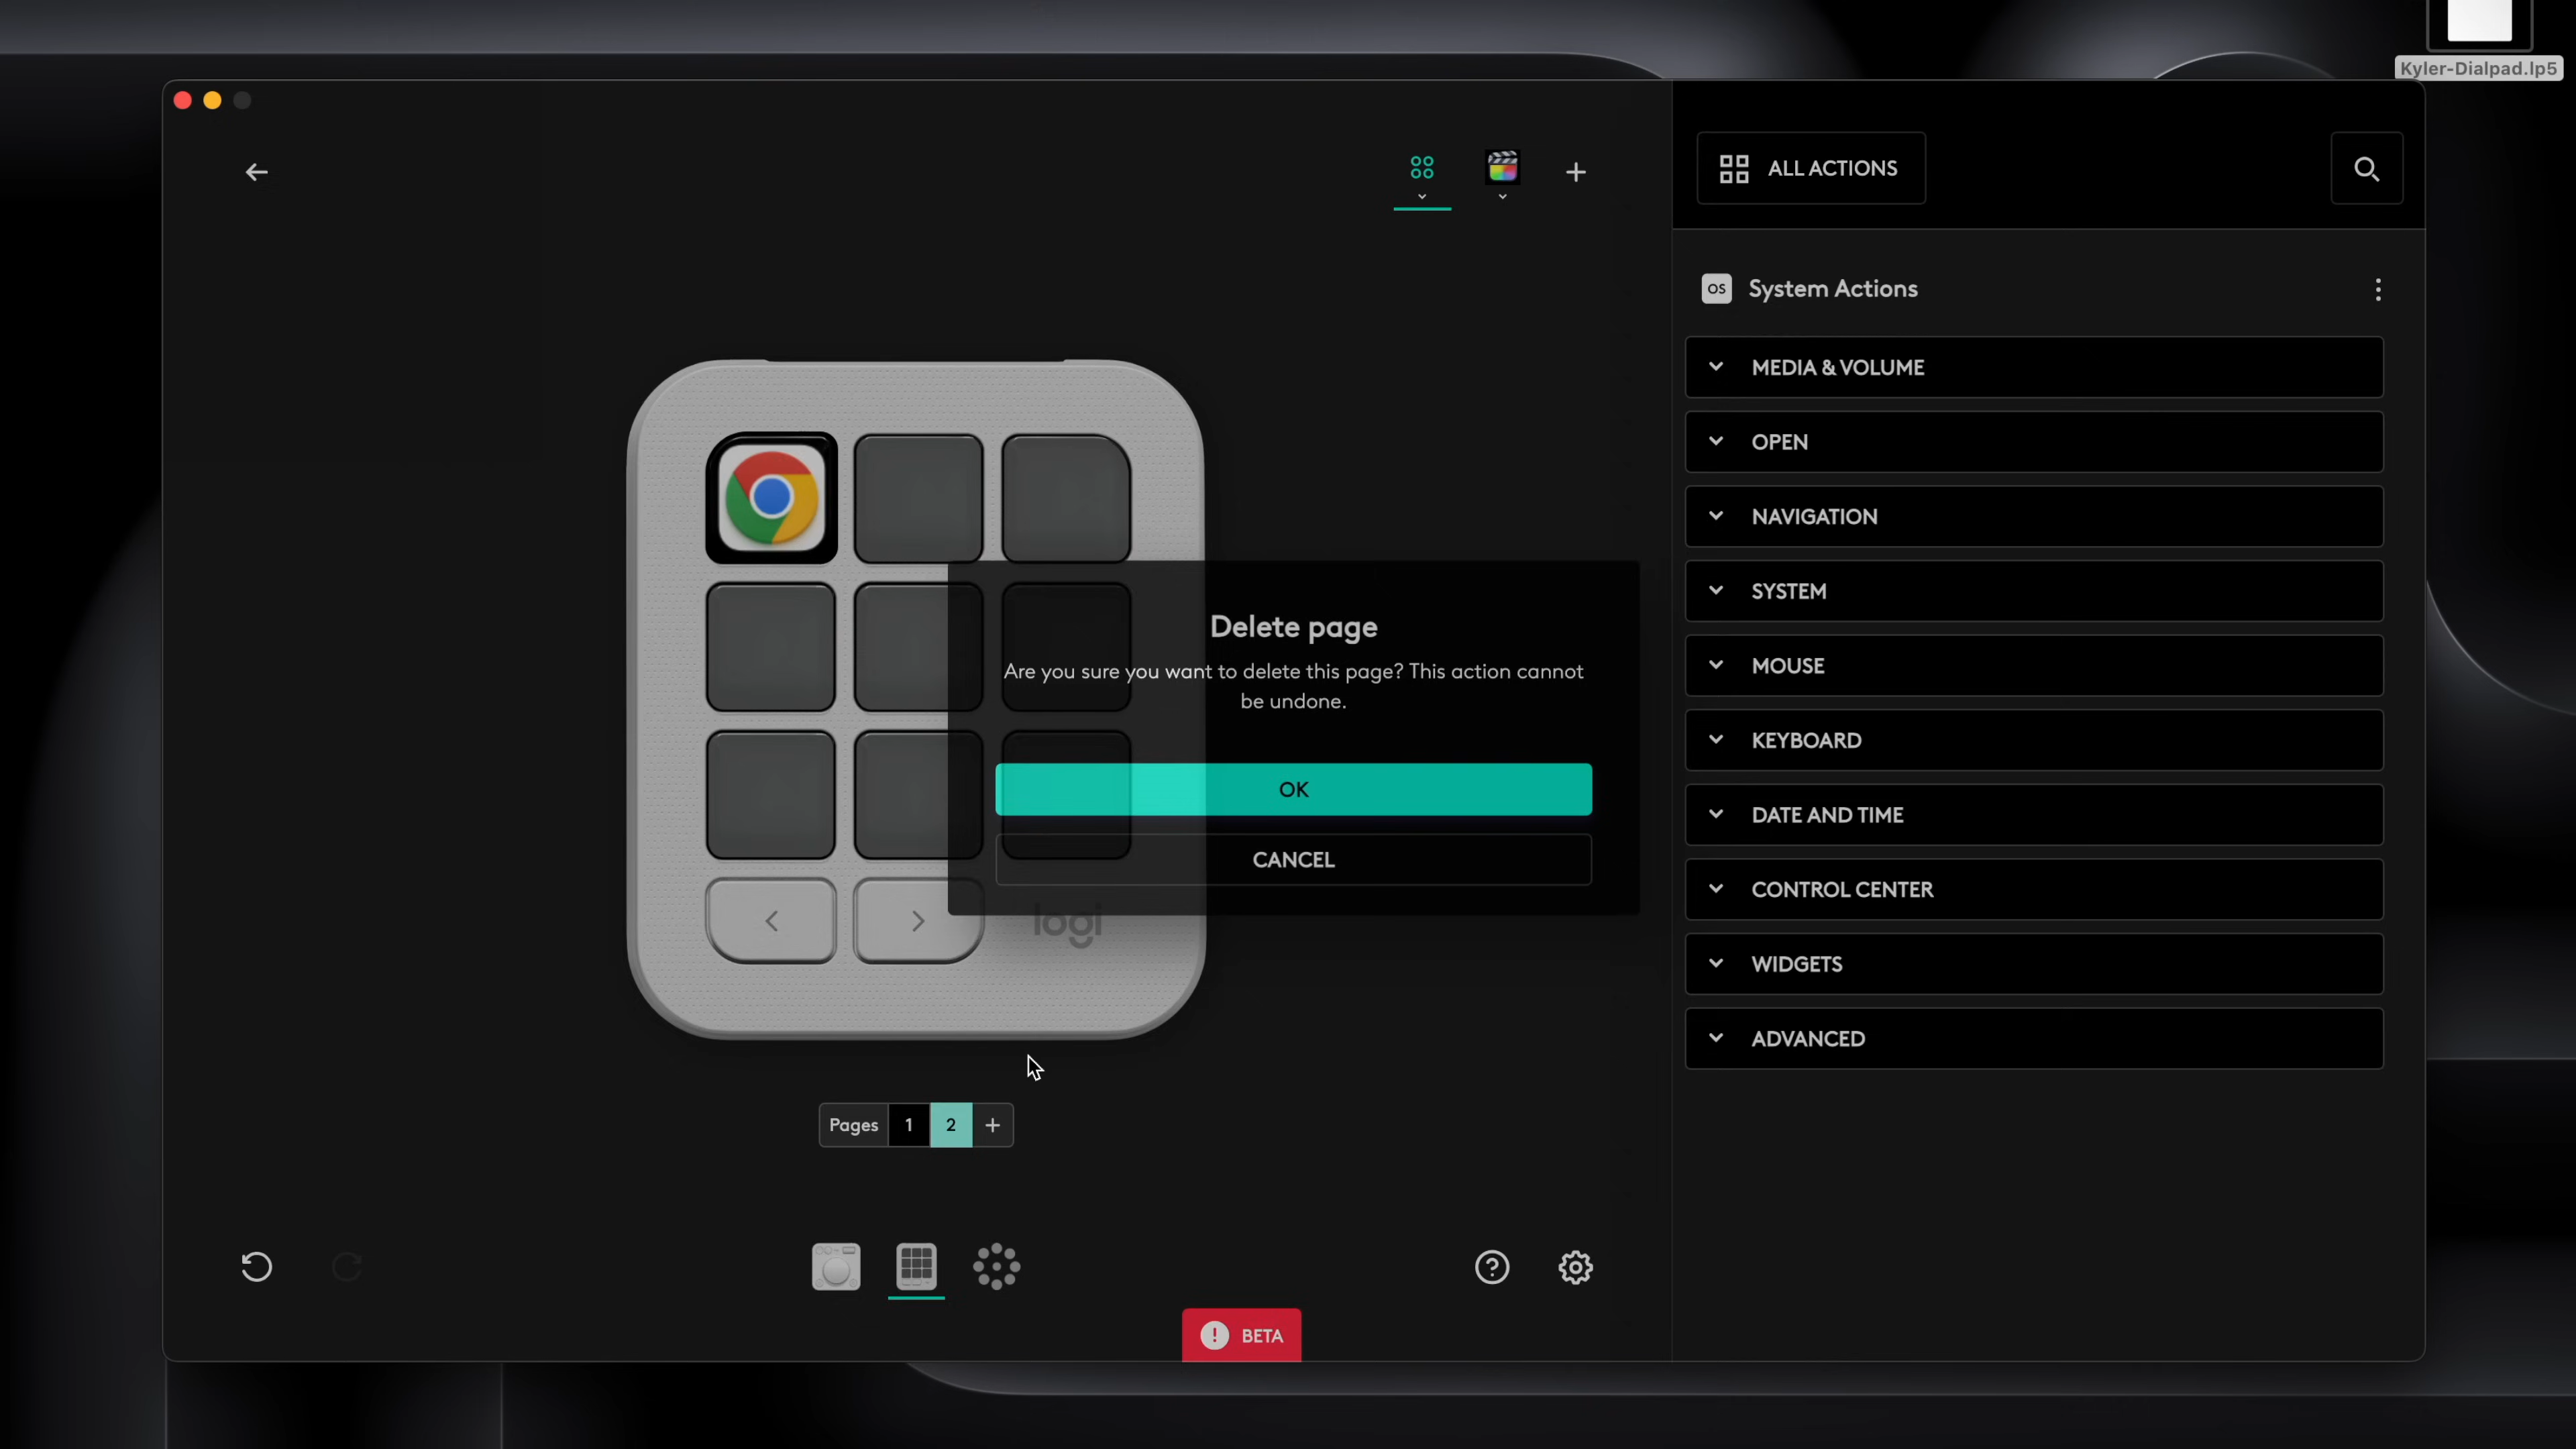 Kyler-Dialpad.lp5
ALL ACTIONS
OS System Actions
MEDIA & VOLUME
OPEN
NAVIGATION
SYSTEM
MOUSE
KEYBOARD
DATE AND TIME
CONTROL CENTER
WIDGETS
ADVANCED
Delete page
Are you sure you want to delete this page? This action cannot
be undone.
OK
CANCEL
logi
Pages 1 2 +
BETA